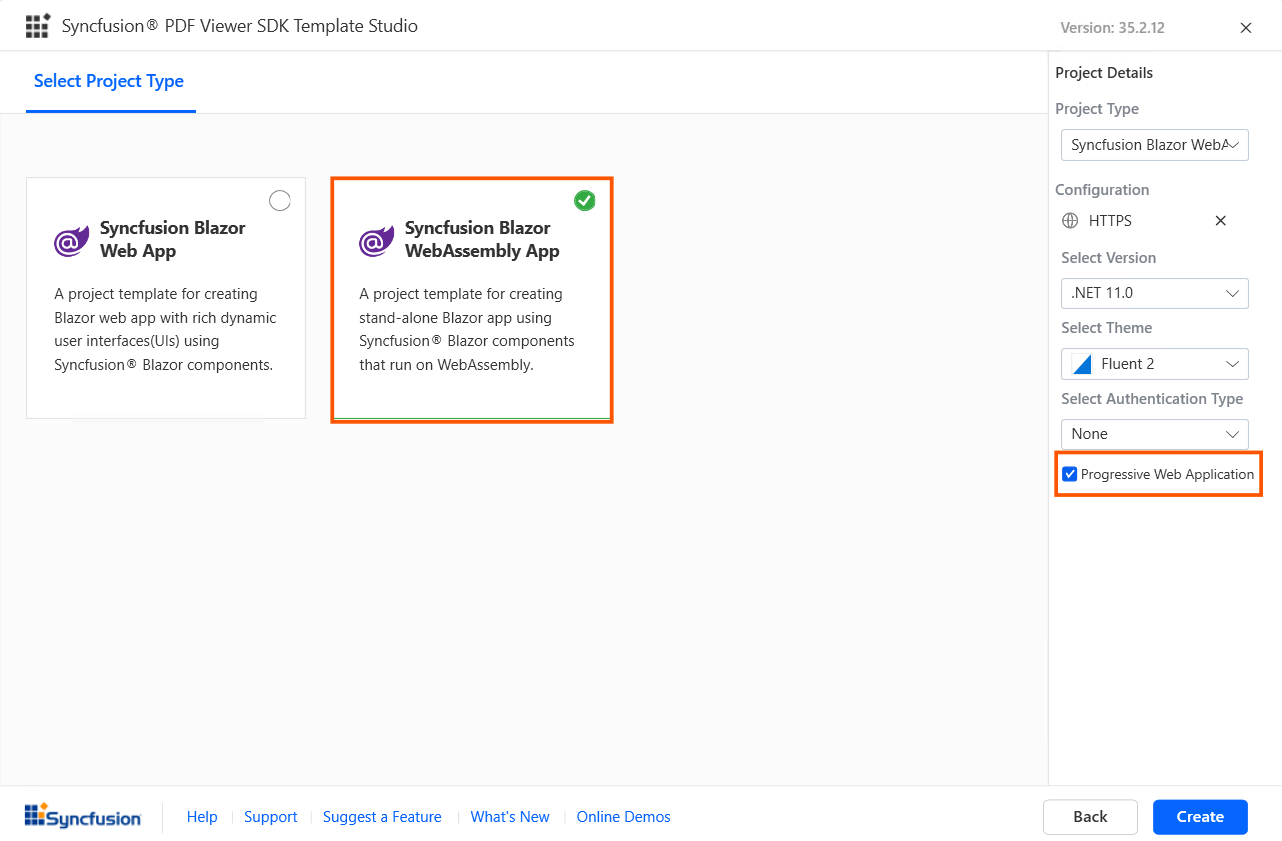 Syncfusion® PDF Viewer SDK Template Studio
Version: 35.2.12
Select Project Type
Syncfusion Blazor
Web App
A project template for creating
Blazor web app with rich dynamic
user interfaces(UIs) using
Syncfusion® Blazor components.
Syncfusion Blazor
WebAssembly App
A project template for creating
stand-alone Blazor app using
Syncfusion® Blazor components
that run on WebAssembly.
Project Details
Project Type
Syncfusion Blazor WebA
Configuration
HTTPS
Select Version
.NET 11.0
Select Theme
Fluent 2
Select Authentication Type
None
Progressive Web Application
Syncfusion
Help
Support
Suggest a Feature
What's New
Online Demos
Back
Create